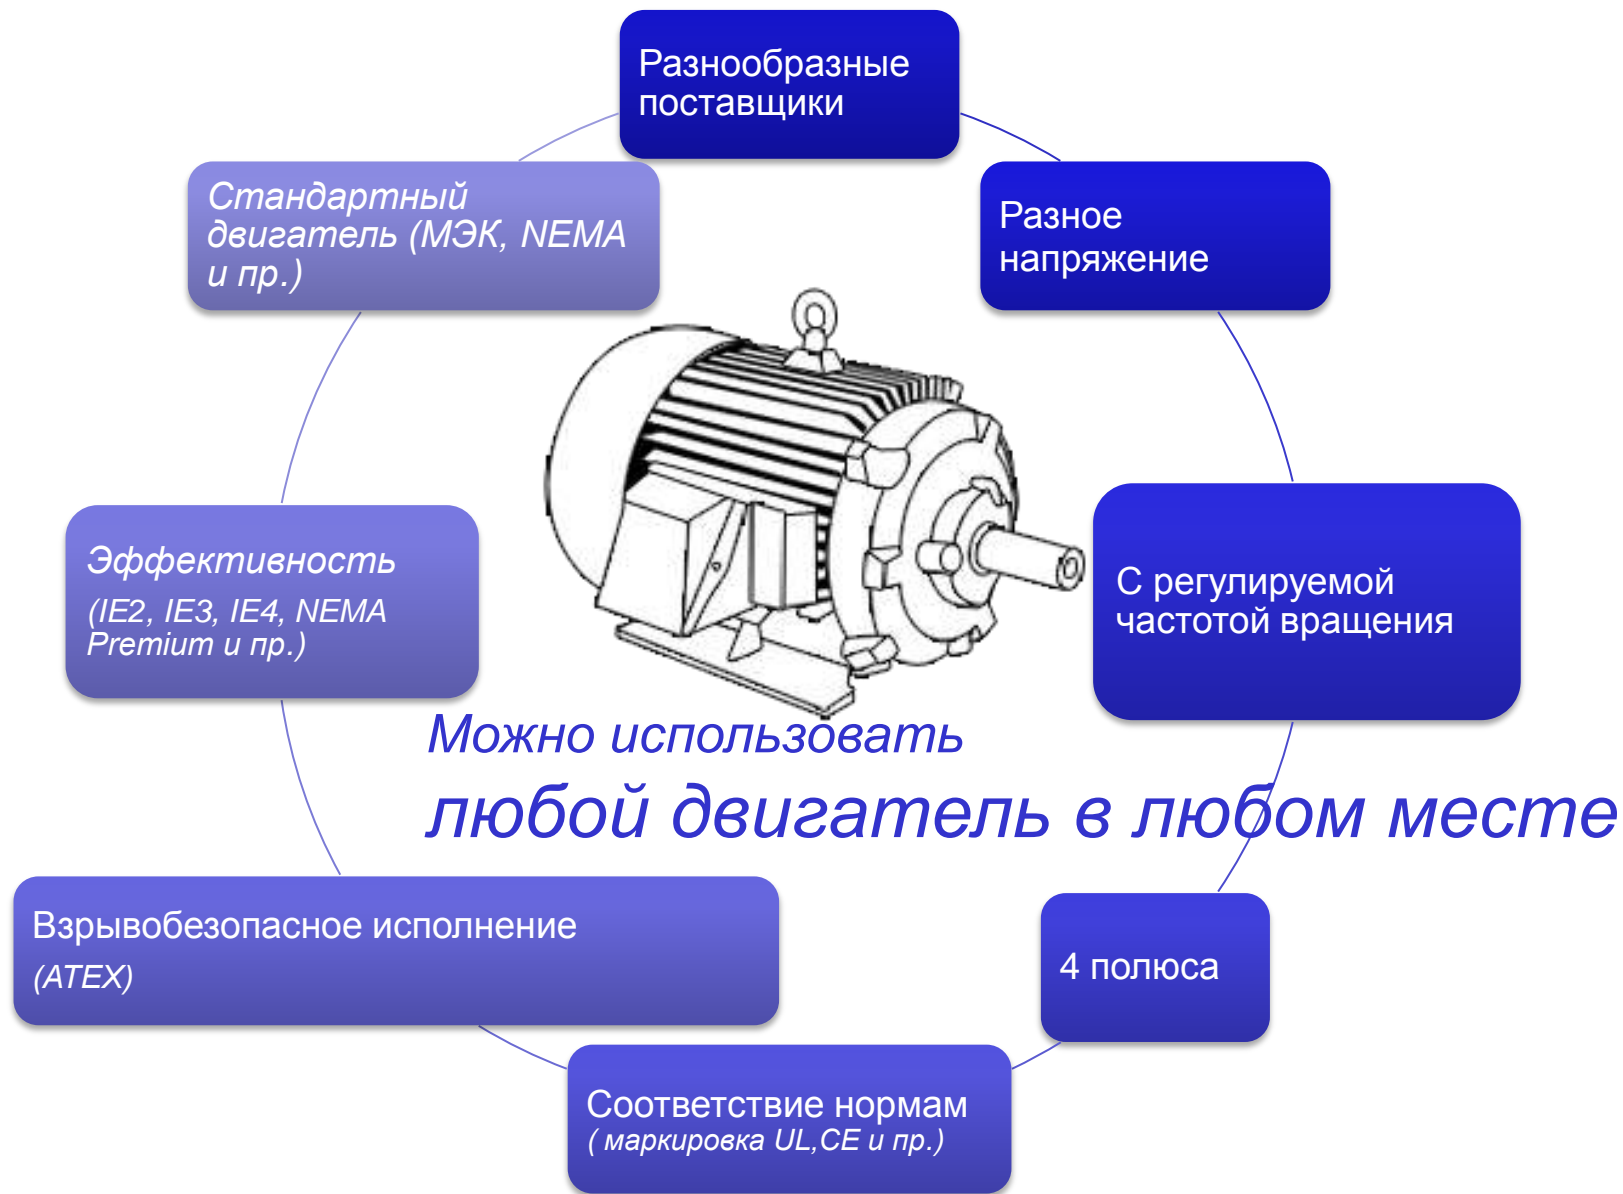 Разнообразные
поставщики
Разное
напряжение
С регулируемой
частотой вращения
4 полюса
Соответствие нормам
( маркировка UL,CE и пр.)
Взрывобезопасное исполнение
(ATEX)
Эффективность
(IE2, IE3, IE4, NEMA
Premium и пр.)
Стандартный
двигатель (МЭК, NEMA
и пр.)
Можно использовать
любой двигатель в любом месте